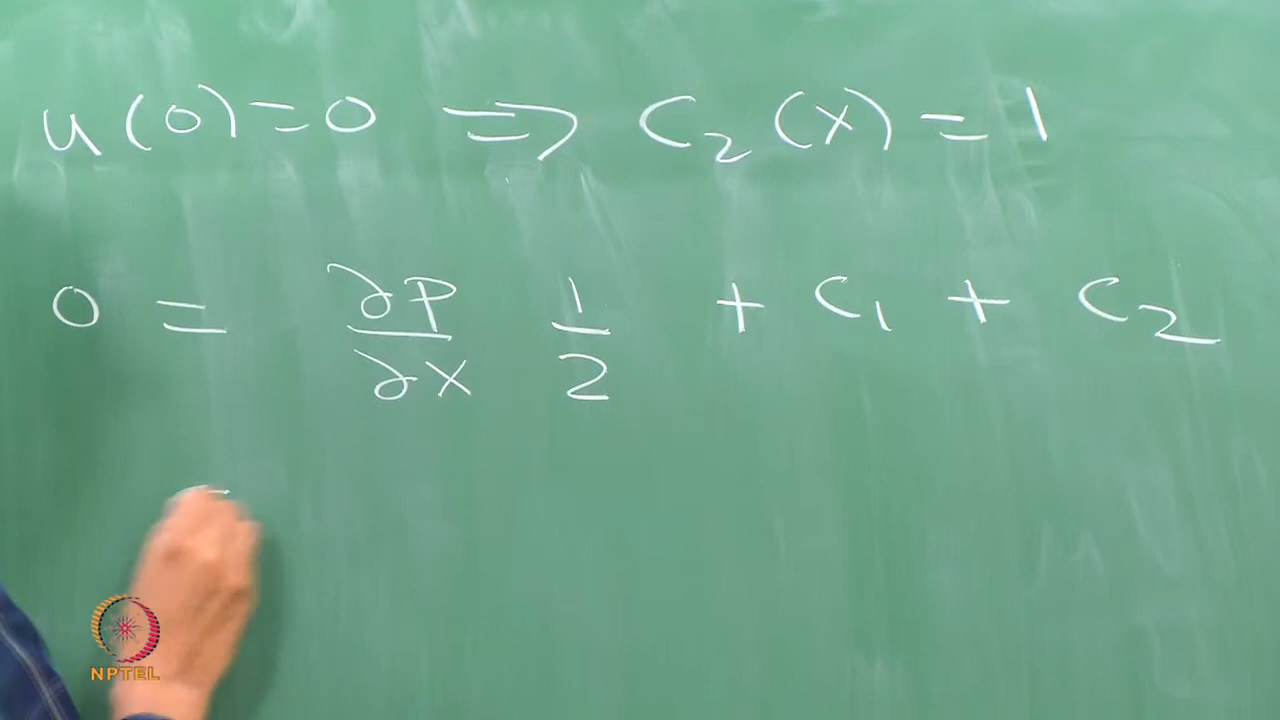 u(0)=0 ⇒ C₂(x) = 1
0 = ∂P/∂x 1/2 + C₁ + C₂
NPTEL